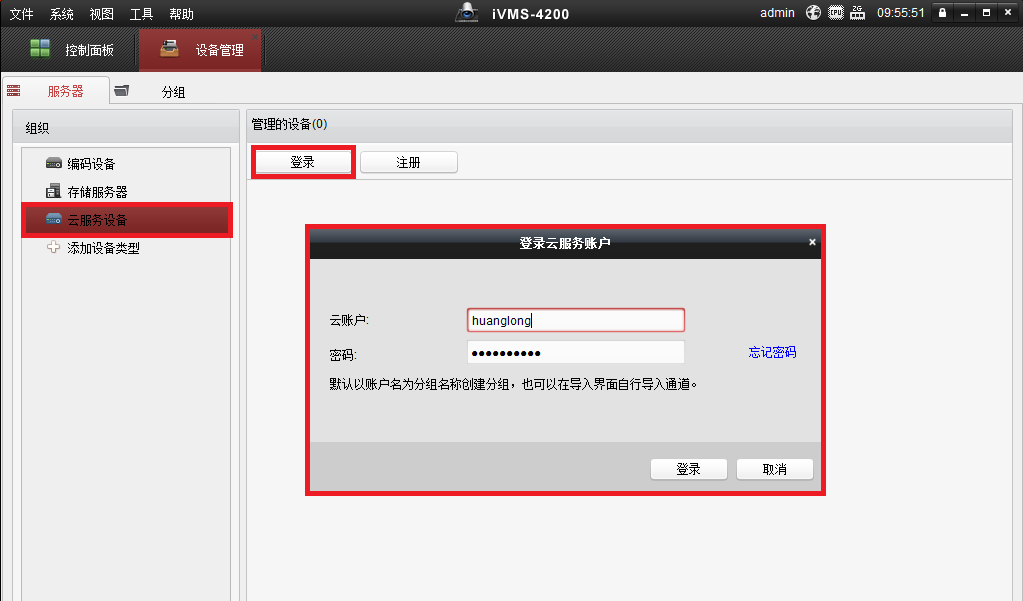 文件 系统 视图 工具 帮助 iVMS-4200 admin 09:55:51
控制面板 设备管理
服务器 分组
组织
管理的设备(0)
登录 注册
编码设备
存储服务器
云服务设备
添加设备类型
登录云服务账户
云账户: huanglong
密码: ●●●●●●●●●● 忘记密码
默认以账户名为分组名称创建分组，也可以在导入界面自行导入通道。
登录 取消